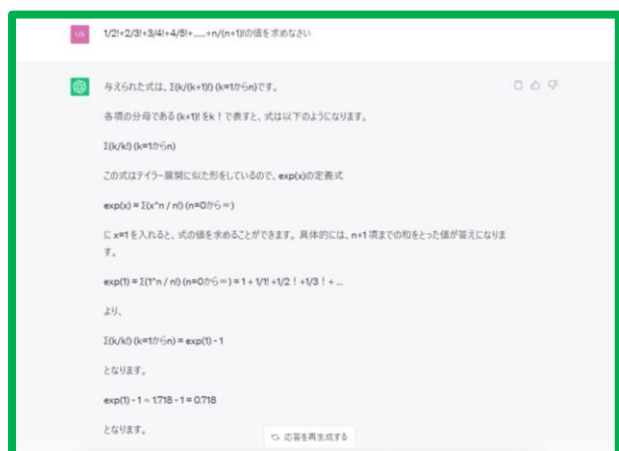 US
1/2!+2/3!+3/4!+4/5!+......+n/(n+1)!の値を求めなさい
与えられた式は、Σ(k/(k+1)!) (k=1からn)です。
各項の分母である (k+1)! をk！で表すと、式は以下のようになります。
Σ(k/k!) (k=1からn)
この式はテイラー展開に似た形をしているので、exp(x)の定義式
exp(x) = Σ(x^n / n!) (n=0から∞)
に x=1 を入れると、式の値を求めることができます。具体的には、n+1 項までの和をとった値が答えになりま
す。
exp(1) = Σ(1^n / n!) (n=0から∞) = 1 + 1/1! +1/2！+1/3！+ ...
より、
Σ(k/k!) (k=1からn) = exp(1) - 1
となります。
exp(1) - 1 ≈ 1.718 - 1 = 0.718
となります。
応答を再生成する